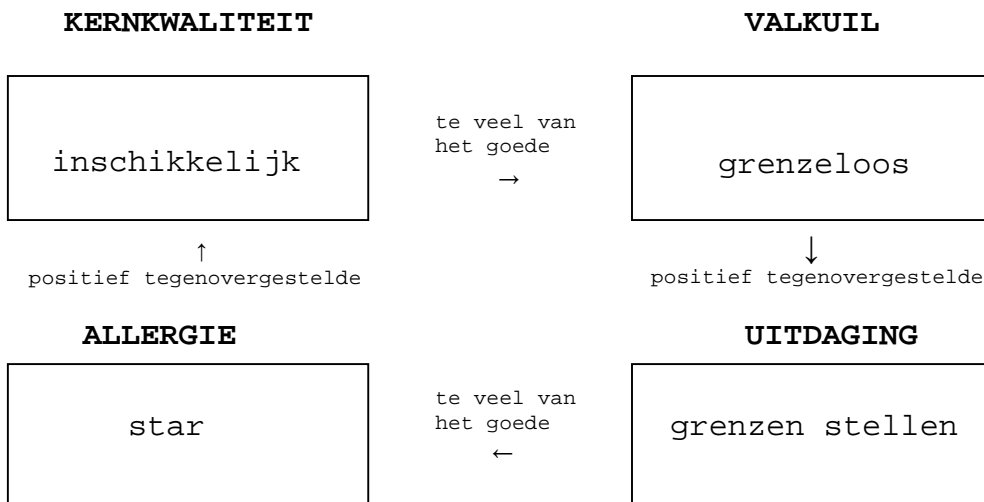 KERNKWALITEIT
VALKUIL
inschikkelijk
te veel van
het goede
→
grenzeloos
↑
positief tegenovergestelde
↓
positief tegenovergestelde
ALLERGIE
UITDAGING
star
te veel van
het goede
←
grenzen stellen